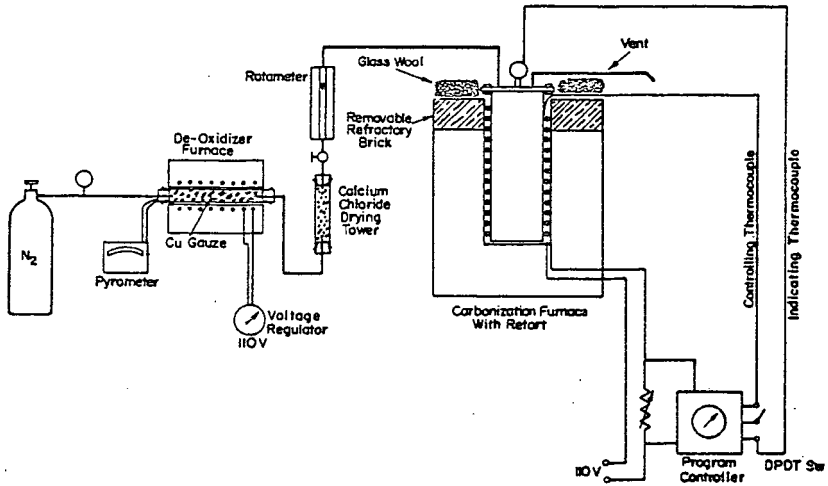 Vent
Glass Wool
Rotameter
Removable
Refractory
Brick
De-Oxidizer
Furnace
Calcium
Chloride
Drying
Tower
Cu Gauze
N2
Pyrometer
Voltage
Regulator
110V
Carbonization Furnace
With Retort
Controlling Thermocouple
Indicating Thermocouple
110V
Program
Controller
DPDT Sw